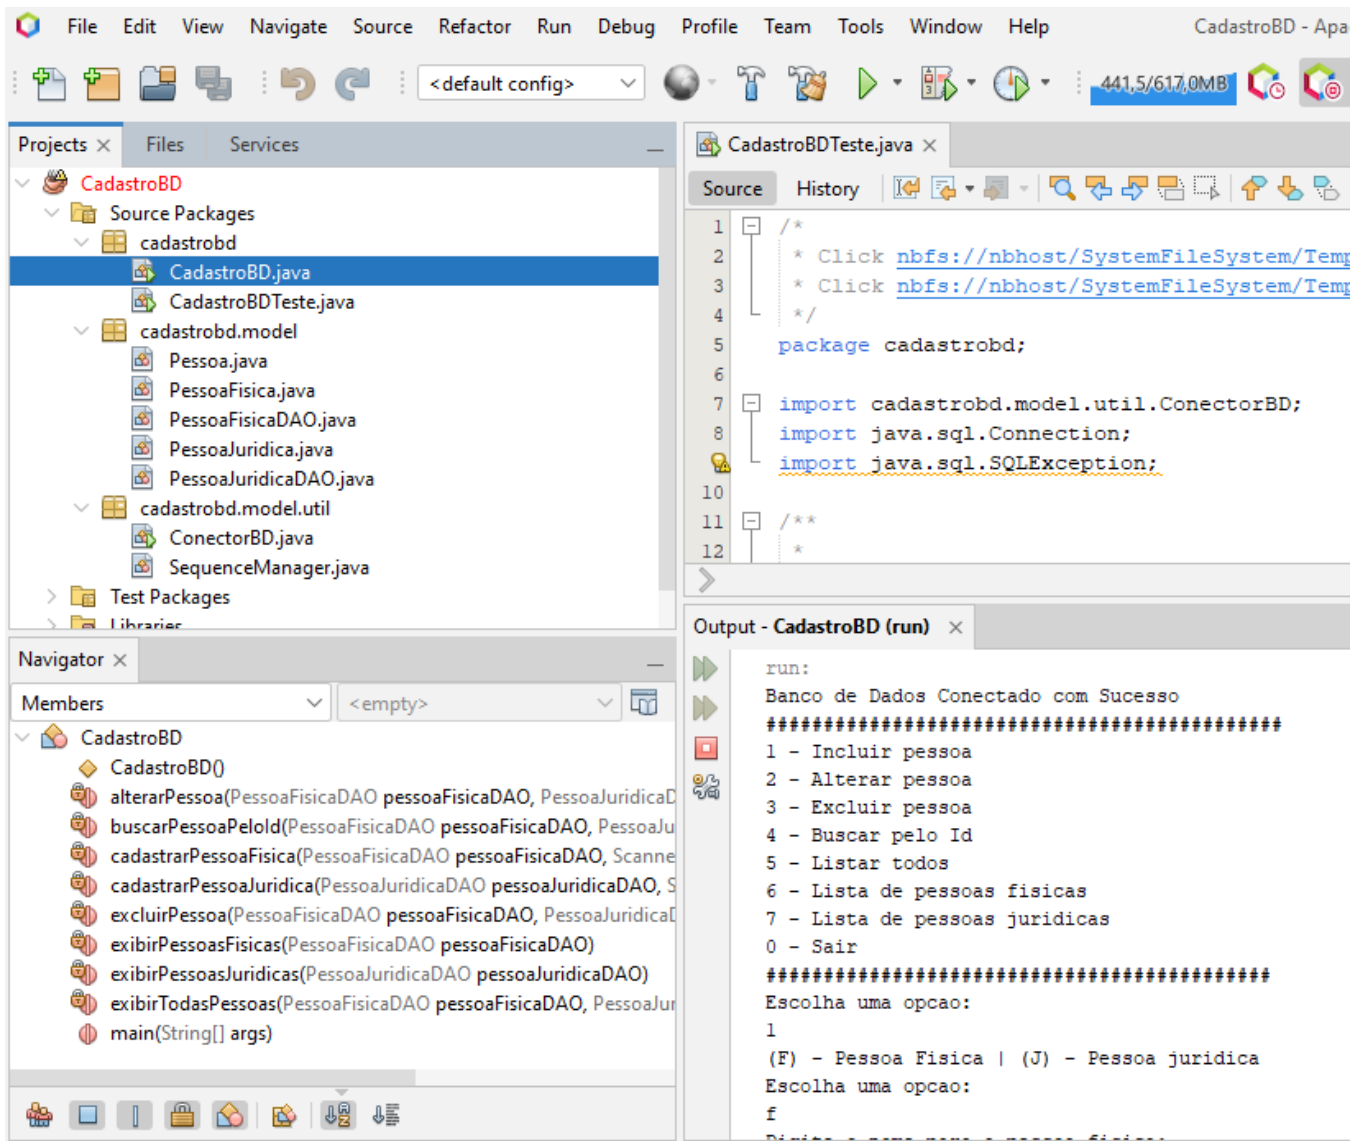 File Edit View Navigate Source Refactor Run Debug Profile Team Tools Window Help CadastroBD - Apa
<default config> 441,5/617,0MB
Projects Files Services
CadastroBD
Source Packages
cadastrobd
CadastroBD.java
CadastroBDTeste.java
cadastrobd.model
Pessoa.java
PessoaFisica.java
PessoaFisicaDAO.java
PessoaJuridica.java
PessoaJuridicaDAO.java
cadastrobd.model.util
ConectorBD.java
SequenceManager.java
Test Packages
Libraries
Navigator
Members <empty>
CadastroBD
CadastroBD()
alterarPessoa(PessoaFisicaDAO pessoaFisicaDAO, PessoaJuridicaD
buscarPessoaPeloId(PessoaFisicaDAO pessoaFisicaDAO, PessoaJu
cadastrarPessoaFisica(PessoaFisicaDAO pessoaFisicaDAO, Scanne
cadastrarPessoaJuridica(PessoaJuridicaDAO pessoaJuridicaDAO, S
excluirPessoa(PessoaFisicaDAO pessoaFisicaDAO, PessoaJuridicaD
exibirPessoasFisicas(PessoaFisicaDAO pessoaFisicaDAO)
exibirPessoasJuridicas(PessoaJuridicaDAO pessoaJuridicaDAO)
exibirTodasPessoas(PessoaFisicaDAO pessoaFisicaDAO, PessoaJur
main(String[] args)
CadastroBDTeste.java
Source History
1 /*
2 * Click nbfs://nbhost/SystemFileSystem/Temp
3 * Click nbfs://nbhost/SystemFileSystem/Temp
4 */
5 package cadastrobd;
6
7 import cadastrobd.model.util.ConectorBD;
8 import java.sql.Connection;
import java.sql.SQLException;
10
11 /**
12 *
Output - CadastroBD (run)
run:
Banco de Dados Conectado com Sucesso
#############################################
1 - Incluir pessoa
2 - Alterar pessoa
3 - Excluir pessoa
4 - Buscar pelo Id
5 - Listar todos
6 - Lista de pessoas fisicas
7 - Lista de pessoas juridicas
0 - Sair
############################################
Escolha uma opcao:
1
(F) - Pessoa Fisica | (J) - Pessoa juridica
Escolha uma opcao:
f